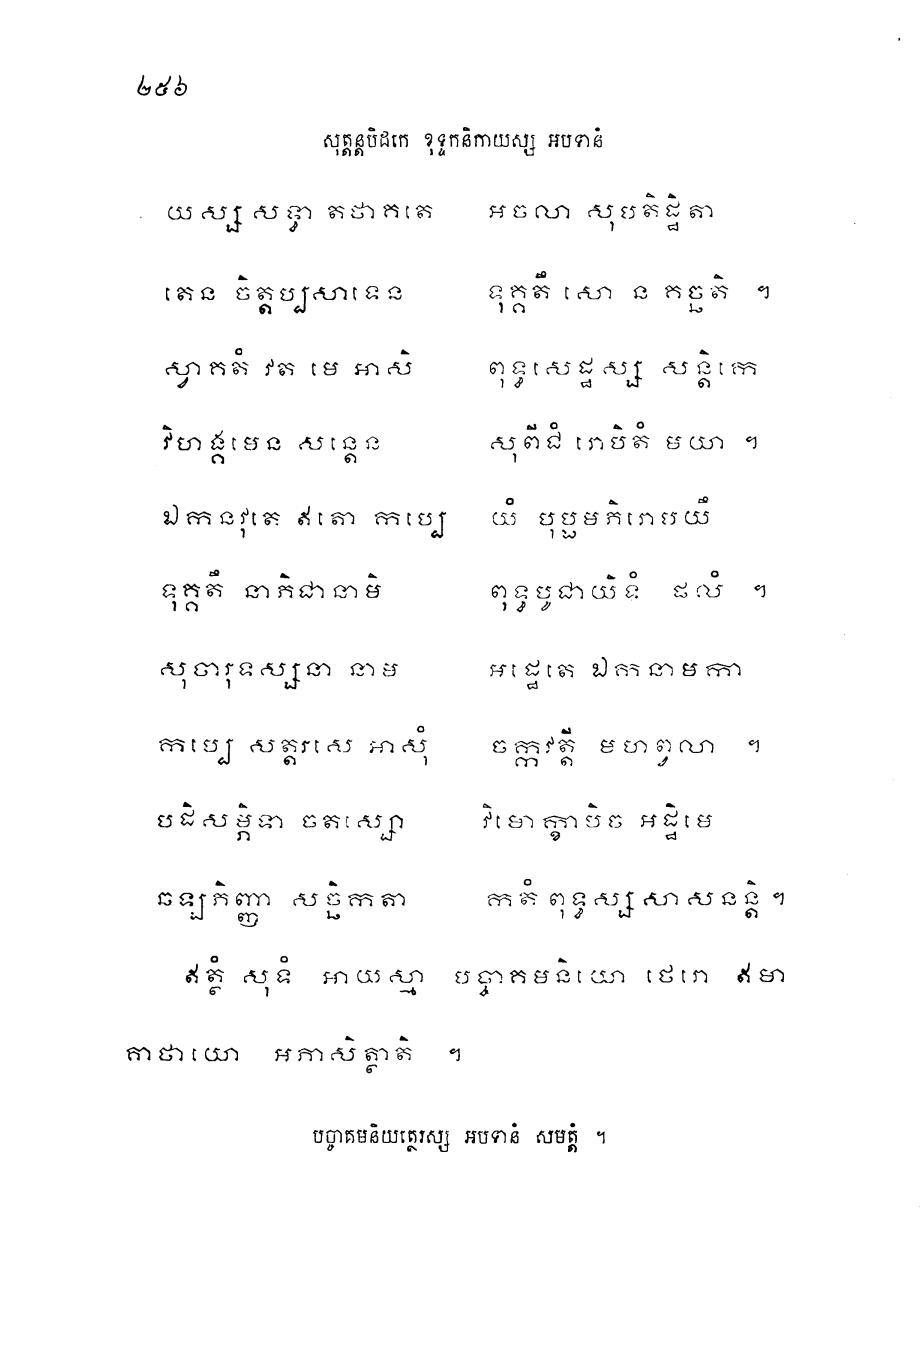 ២៥៦
សុត្តន្តបិដកេ ខុទ្ទកនិកាយស្ស អបទានំ
យស្ស សទ្ធា តថាគតេ អចលា សុបតិដ្ឋិតា
តេន ចិត្តប្បសាទេន ទុគ្គតឹ សោ ន គច្ឆតិ ។
ស្វាគតំ វត មេ អាសិ ពុទ្ធសេដ្ឋស្ស សន្តិកេ
វិហង្គមេន សន្តេន សុពីជំ រោបិតំ មយា ។
ឯកនវុតេ ឥតោ កប្បេ យំ បុប្ផមភិរោបយឹ
ទុគ្គតឹ នាភិជានាមិ ពុទ្ធបូជាយិទំ ផលំ ។
សុចារុទស្សនា នាម អដ្ឋេតេ ឯកនាមកា
កប្បេ សត្តរសេ អាសុំ ចក្កវត្តី មហព្វលា ។
បដិសម្ភិទា ចតស្សោ វិមោក្ខាបិច អដ្ឋិមេ
ឆឡ្បភិញ្ញា សច្ឆិកតា កតំ ពុទ្ធស្ស សាសនន្តិ ។
ឥត្ថំ សុទំ អាយស្មា បច្ចាគមនិយោ ថេរោ ឥមា
គាថាយោ អភាសិត្ថាតិ ។
បច្ចាគមនិយត្ថេរស្ស អបទានំ សមត្តំ ។